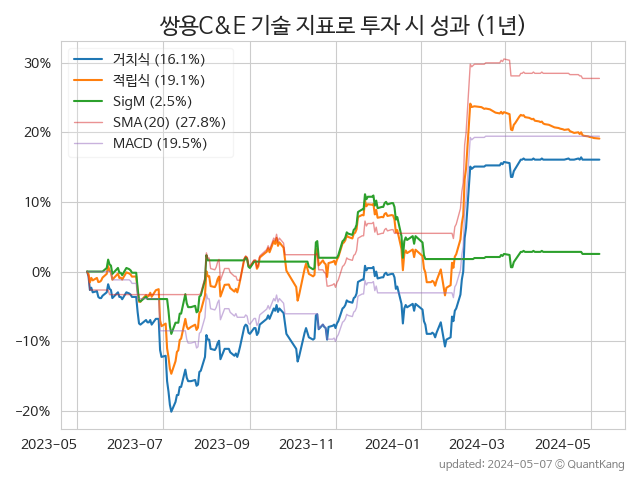 쌍용C&E 기술 지표로 투자 시 성과 (1년)
거치식 (16.1%)
적립식 (19.1%)
SigM (2.5%)
SMA(20) (27.8%)
MACD (19.5%)
30%
20%
10%
0%
−10%
−20%
2023−05 2023−07 2023−09 2023−11 2024−01 2024−03 2024−05
updated: 2024-05-07 © QuantKang